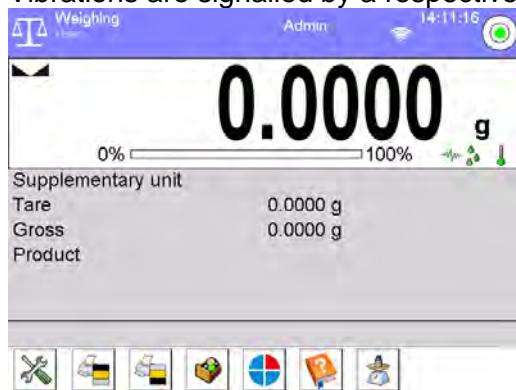 Vibrations are signalled by a respective
Weighing
Admin
14:11:16
0.0000 g
0% 100%
Supplementary unit
Tare 0.0000 g
Gross 0.0000 g
Product